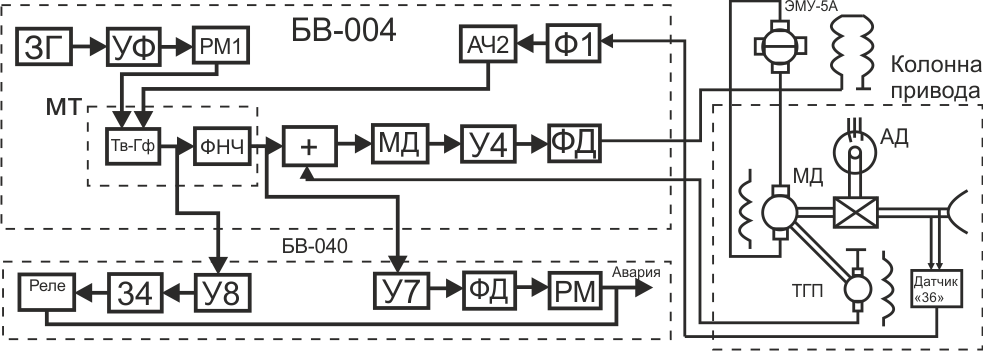 БВ-004
ЭМУ-5А
ЗГ
УФ
РМ1
АЧ2
Ф1
Колонна
привода
МТ
Тв-Гф
ФНЧ
+
МД
У4
ФД
АД
МД
БВ-040
Реле
34
У8
У7
ФД
РМ
Авария
ТГП
Датчик
«36»